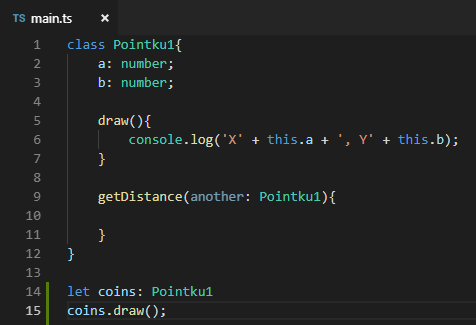 TS main.ts ×
1 class Pointku1{
2     a: number;
3     b: number;
4
5     draw(){
6         console.log('X' + this.a + ', Y' + this.b);
7     }
8
9     getDistance(another: Pointku1){
10
11     }
12 }
13
14 let coins: Pointku1
15 coins.draw();